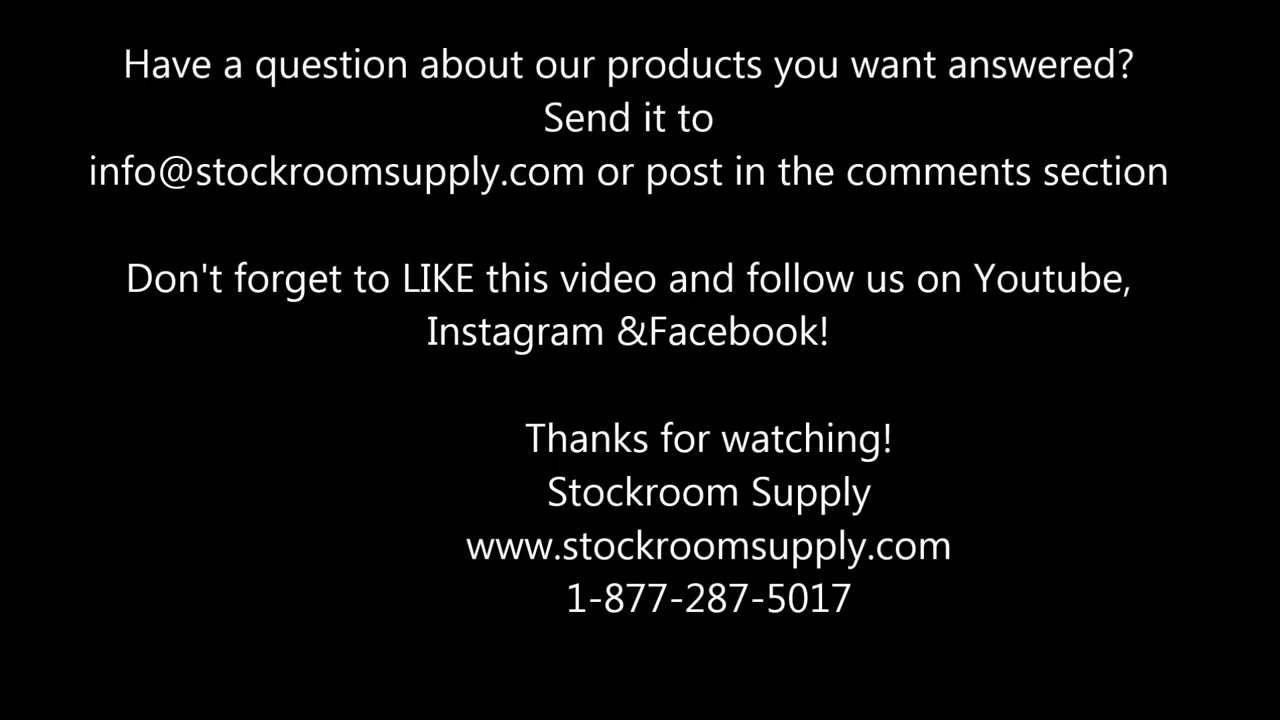 Have a question about our products you want answered?
Send it to
info@stockroomsupply.com or post in the comments section
Don't forget to LIKE this video and follow us on Youtube,
Instagram &Facebook!
Thanks for watching!
Stockroom Supply
www.stockroomsupply.com
1-877-287-5017